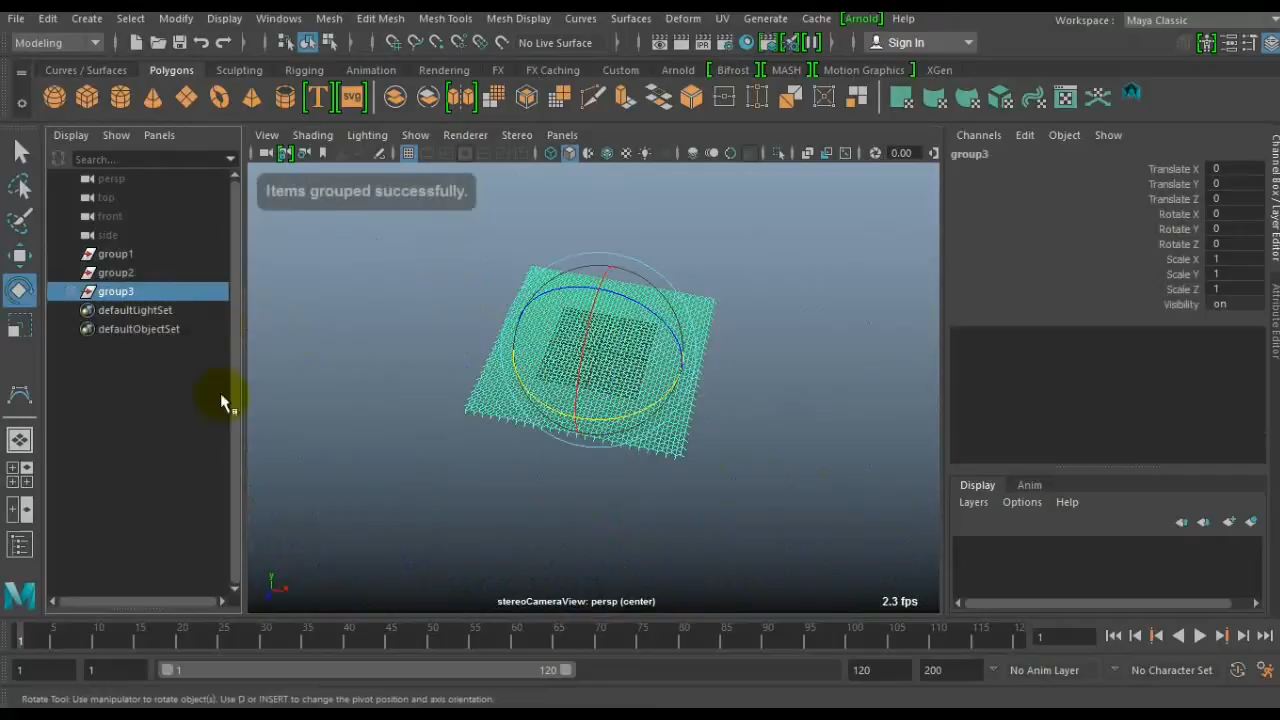 File Edit Create Select Modify Display Windows Mesh Edit Mesh Mesh Tools Mesh Display Curves Surfaces Deform UV Generate Cache Arnold Help Workspace : Maya Classic
Modeling No Live Surface Sign In
Curves / Surfaces Polygons Sculpting Rigging Animation Rendering FX FX Caching Custom Arnold Bifrost MASH Motion Graphics XGen
T svg
Display Show Panels View Shading Lighting Show Renderer Stereo Panels Channels Edit Object Show
Search... 0.00 group3
persp
top
front
side
group1
group2
group3
defaultLightSet
defaultObjectSet
Items grouped successfully.
stereoCameraView: persp (center) 2.3 fps
Translate X 0
Translate Y 0
Translate Z 0
Rotate X 0
Rotate Y 0
Rotate Z 0
Scale X 1
Scale Y 1
Scale Z 1
Visibility on
Display Anim
Layers Options Help
Channel Box / Layer Editor
Attribute Editor
1 5 10 15 20 25 30 35 40 45 50 55 60 65 70 75 80 85 90 95 100 105 110 115 12 1
1 1 1 120 120 200 No Anim Layer No Character Set
Rotate Tool: Use manipulator to rotate object(s). Use D or INSERT to change the pivot position and axis orientation.